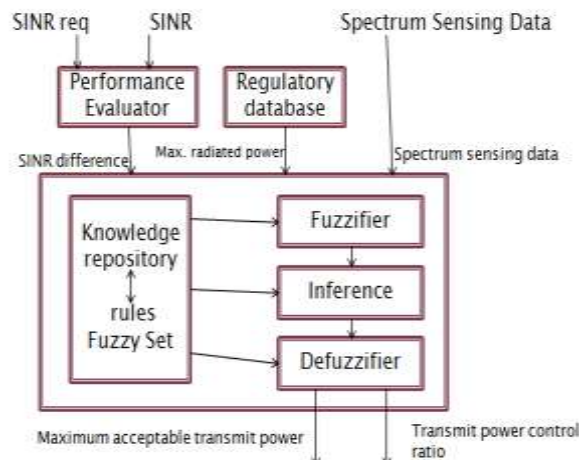 SINR req
SINR
Spectrum Sensing Data
Performance
Evaluator
Regulatory
database
SINR difference
Max. radiated power
Spectrum sensing data
Knowledge
repository
rules
Fuzzy Set
Fuzzifier
Inference
Defuzzifier
Maximum acceptable transmit power
Transmit power control
ratio